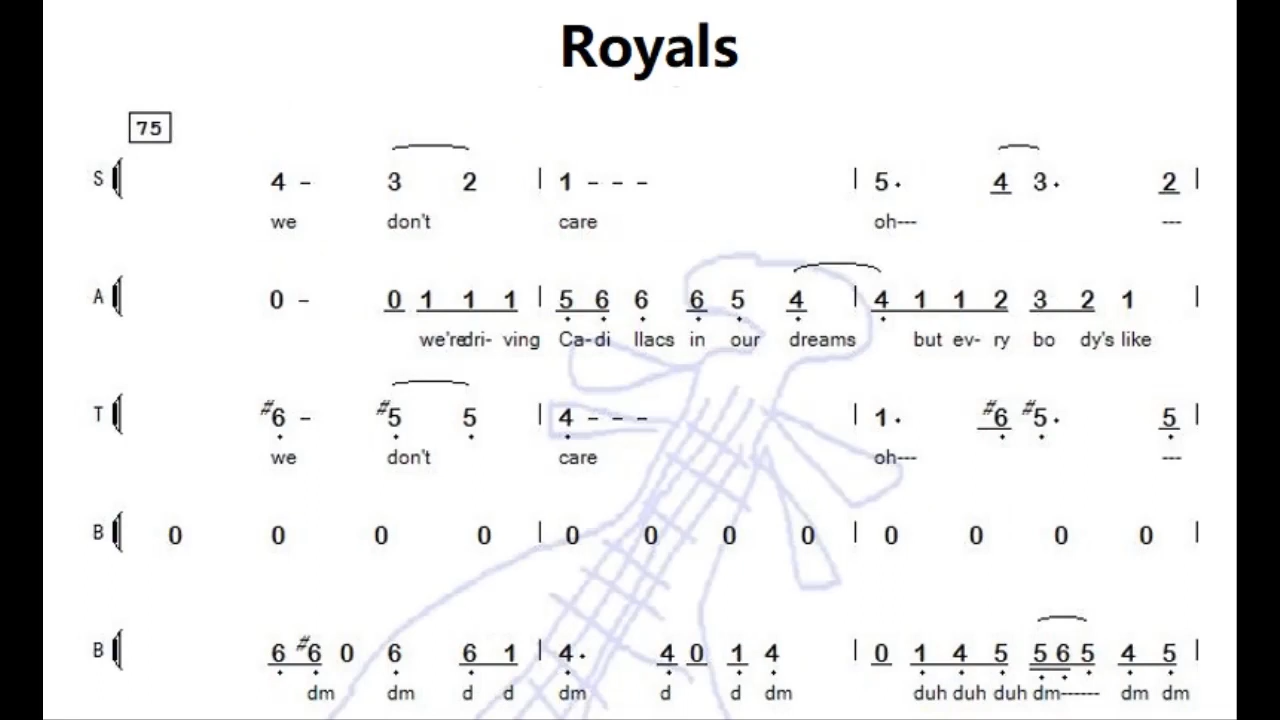 Royals
75
S 4 - 3 2 | 1 - - - | 5. 4 3. 2 |
we don't care oh--- ---
A 0 - 0 1 1 1 | 5 6 6 6 5 4 | 4 1 1 2 3 2 1 |
we're dri- ving Ca- di llacs in our dreams but ev- ry bo dy's like
T #6 - #5 5 | 4 - - - | 1. #6 #5. 5 |
we don't care oh--- ---
B 0 0 0 0 | 0 0 0 0 | 0 0 0 0 |
B 6 #6 0 6 6 1 | 4. 4 0 1 4 | 0 1 4 5 5 6 5 4 5 |
dm dm d d dm d d dm duh duh duh dm------ dm dm